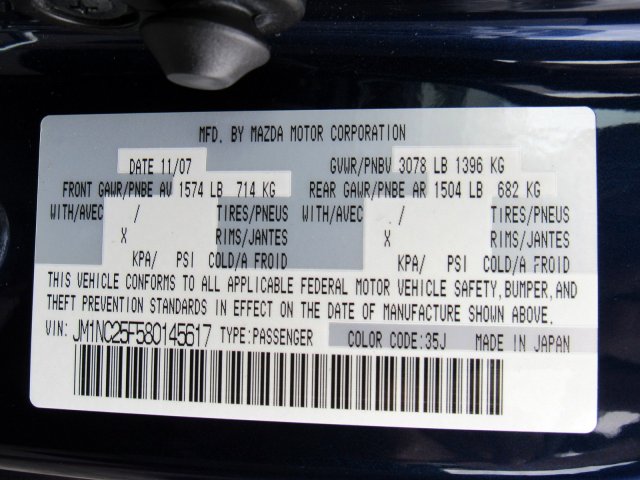 MFD. BY MAZDA MOTOR CORPORATION
DATE 11/07 GVWR/PNBV 3078 LB 1396 KG
FRONT GAWR/PNBE AV 1574 LB 714 KG REAR GAWR/PNBE AR 1504 LB 682 KG
WITH/AVEC / TIRES/PNEUS WITH/AVEC / TIRES/PNEUS
X RIMS/JANTES X RIMS/JANTES
KPA/ PSI COLD/A FROID KPA/ PSI COLD/A FROID
THIS VEHICLE CONFORMS TO ALL APPLICABLE FEDERAL MOTOR VEHICLE SAFETY, BUMPER, AND
THEFT PREVENTION STANDARDS IN EFFECT ON THE DATE OF MANUFACTURE SHOWN ABOVE.
VIN: JM1NC25F580145617 TYPE: PASSENGER COLOR CODE: 35J MADE IN JAPAN